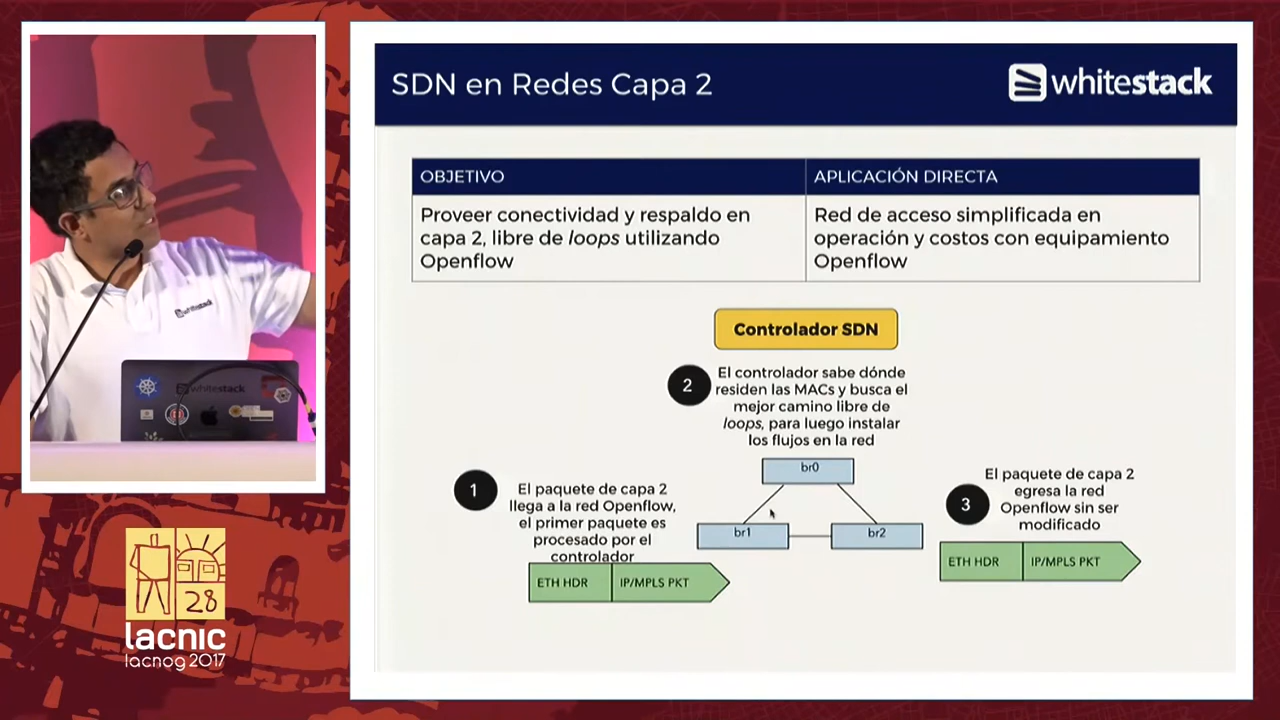 SDN en Redes Capa 2
whitestack
OBJETIVO
APLICACIÓN DIRECTA
Proveer conectividad y respaldo en
capa 2, libre de loops utilizando
Openflow
Red de acceso simplificada en
operación y costos con equipamiento
Openflow
Controlador SDN
2
El controlador sabe dónde
residen las MACs y busca el
mejor camino libre de
loops, para luego instalar
los flujos en la red
br0
br1
br2
1
El paquete de capa 2
llega a la red Openflow,
el primer paquete es
procesado por el
controlador
ETH HDR
IP/MPLS PKT
3
El paquete de capa 2
egresa la red
Openflow sin ser
modificado
ETH HDR
IP/MPLS PKT
whitestack
whitestack
28
lacnic
lacnog 2017